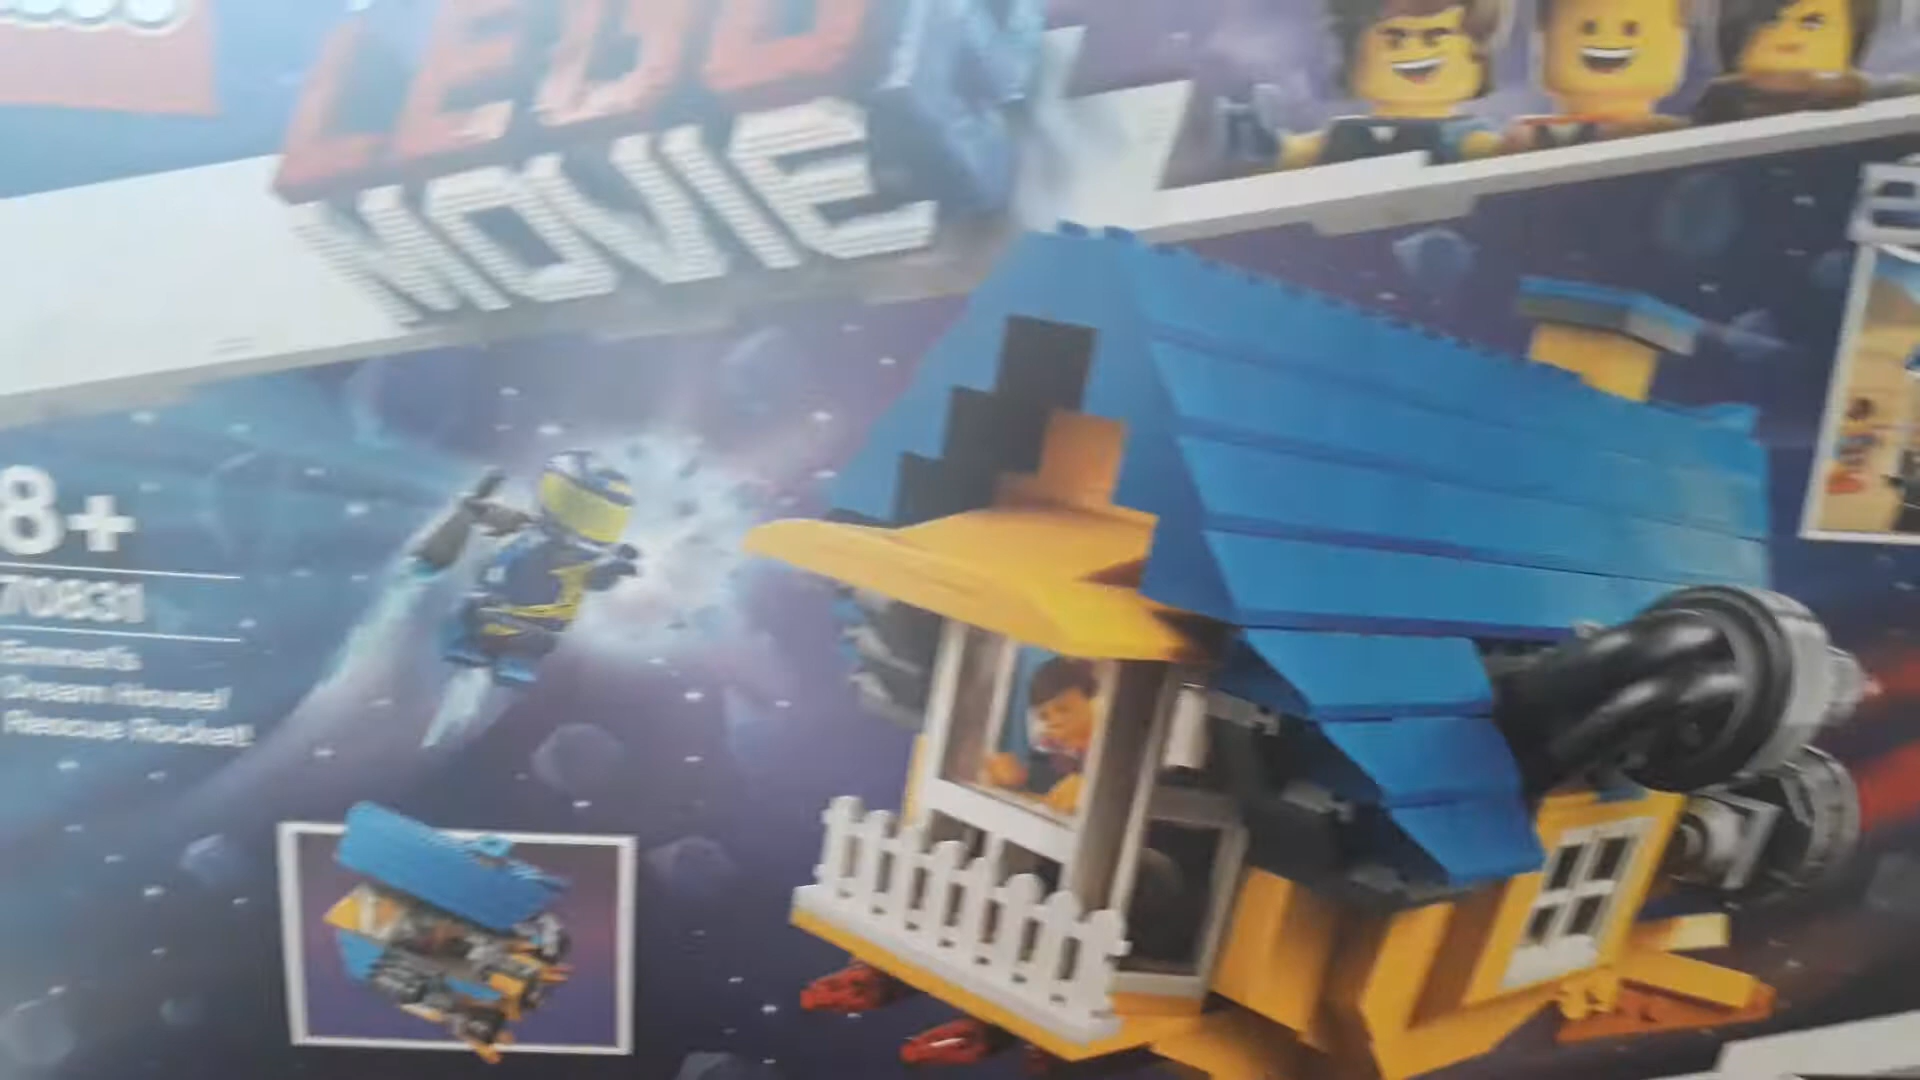 LEGO
MOVIE
8+
70831
Emmet's
Dream House/
Rescue Rocket!